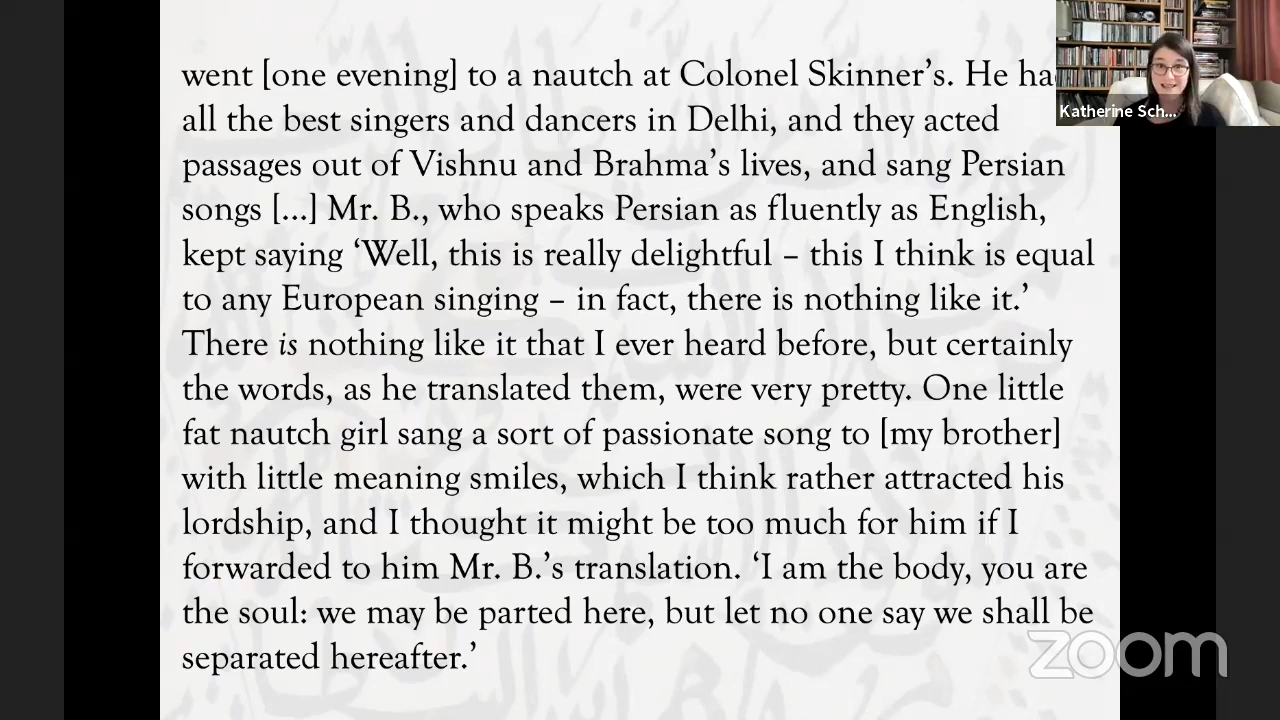 went [one evening] to a nautch at Colonel Skinner's. He ha
all the best singers and dancers in Delhi, and they acted
passages out of Vishnu and Brahma's lives, and sang Persian
songs [...] Mr. B., who speaks Persian as fluently as English,
kept saying ‘Well, this is really delightful – this I think is equal
to any European singing – in fact, there is nothing like it.’
There is nothing like it that I ever heard before, but certainly
the words, as he translated them, were very pretty. One little
fat nautch girl sang a sort of passionate song to [my brother]
with little meaning smiles, which I think rather attracted his
lordship, and I thought it might be too much for him if I
forwarded to him Mr. B.’s translation. ‘I am the body, you are
the soul: we may be parted here, but let no one say we shall be
separated hereafter.’
Katherine Sch...
zoom